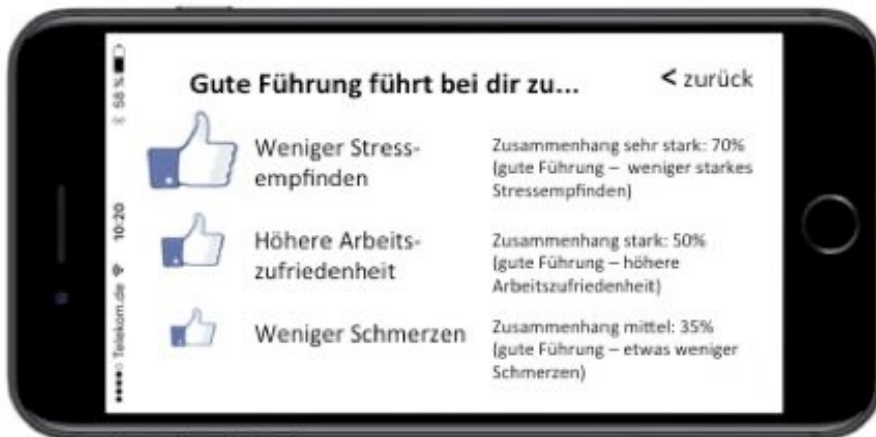 Gute Führung führt bei dir zu...
< zurück
Weniger Stress-
empfinden
Zusammenhang sehr stark: 70%
(gute Führung – weniger starkes
Stressempfinden)
Höhere Arbeits-
zufriedenheit
Zusammenhang stark: 50%
(gute Führung – höhere
Arbeitszufriedenheit)
Weniger Schmerzen
Zusammenhang mittel: 35%
(gute Führung – etwas weniger
Schmerzen)
Telekom.de 10:20 58 %